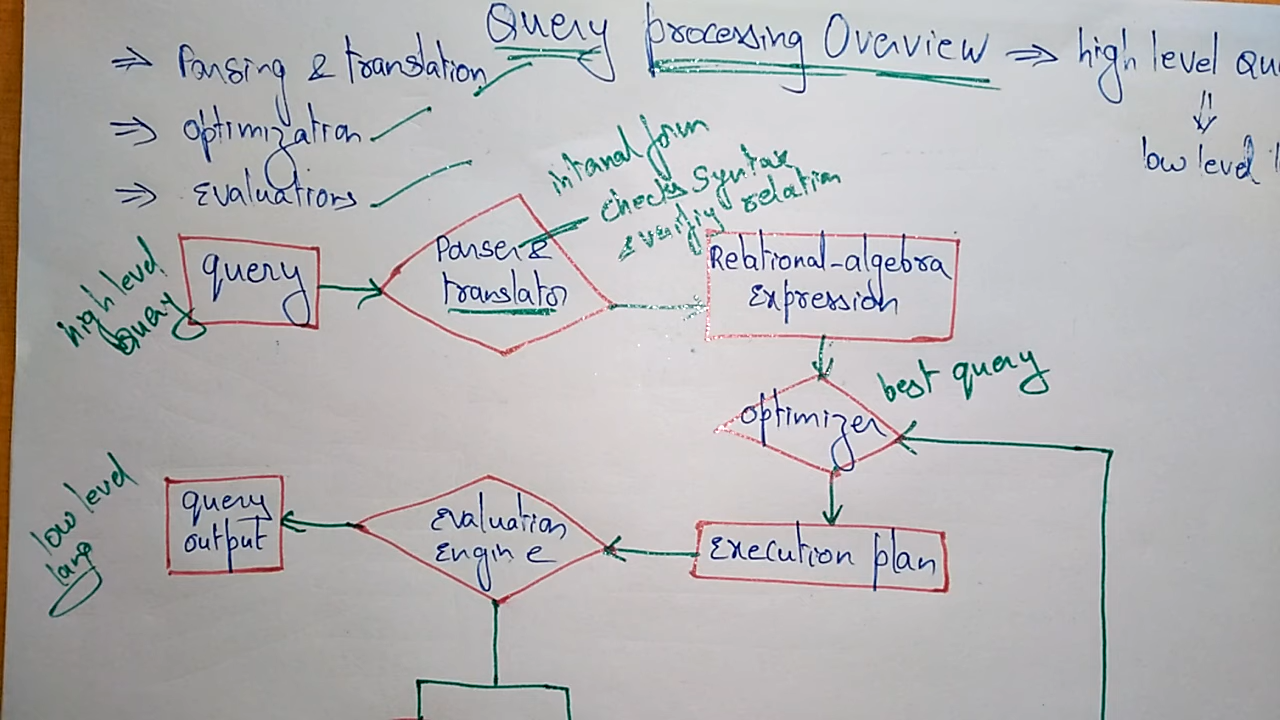 Query processing Overview ⇒ high level Qu
⇓
low level
⇒ Parsing & translation
⇒ optimization
⇒ Evaluations
internal form
checks Syntax
& verifiy relation
high level
Query
query
Parser &
translator
Relational-algebra
Expression
optimizer
best query
low level
lang
query
output
Evaluation
Engine
Execution plan